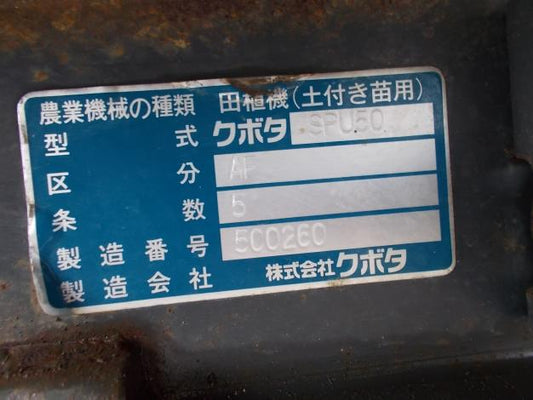 農業機械の種類 田植機(土付き苗用)
型式 クボタ SPU50
区分 AF
条数 5
製造番号 500260
製造会社 株式会社クボタ